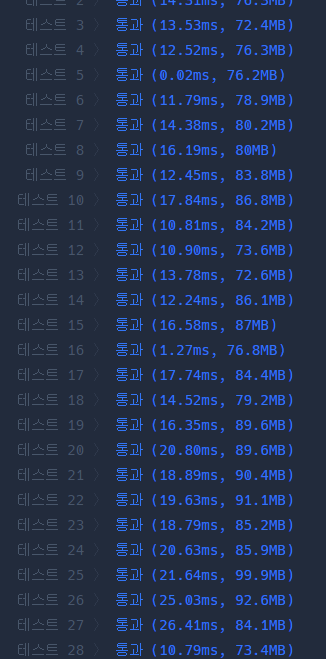 테스트 2 〉 통과 (14.31ms, 76.5MB)
테스트 3 〉 통과 (13.53ms, 72.4MB)
테스트 4 〉 통과 (12.52ms, 76.3MB)
테스트 5 〉 통과 (0.02ms, 76.2MB)
테스트 6 〉 통과 (11.79ms, 78.9MB)
테스트 7 〉 통과 (14.38ms, 80.2MB)
테스트 8 〉 통과 (16.19ms, 80MB)
테스트 9 〉 통과 (12.45ms, 83.8MB)
테스트 10 〉 통과 (17.84ms, 86.8MB)
테스트 11 〉 통과 (10.81ms, 84.2MB)
테스트 12 〉 통과 (10.90ms, 73.6MB)
테스트 13 〉 통과 (13.78ms, 72.6MB)
테스트 14 〉 통과 (12.24ms, 86.1MB)
테스트 15 〉 통과 (16.58ms, 87MB)
테스트 16 〉 통과 (1.27ms, 76.8MB)
테스트 17 〉 통과 (17.74ms, 84.4MB)
테스트 18 〉 통과 (14.52ms, 79.2MB)
테스트 19 〉 통과 (16.35ms, 89.6MB)
테스트 20 〉 통과 (20.80ms, 89.6MB)
테스트 21 〉 통과 (18.89ms, 90.4MB)
테스트 22 〉 통과 (19.63ms, 91.1MB)
테스트 23 〉 통과 (18.79ms, 85.2MB)
테스트 24 〉 통과 (20.63ms, 85.9MB)
테스트 25 〉 통과 (21.64ms, 99.9MB)
테스트 26 〉 통과 (25.03ms, 92.6MB)
테스트 27 〉 통과 (26.41ms, 84.1MB)
테스트 28 〉 통과 (10.79ms, 73.4MB)